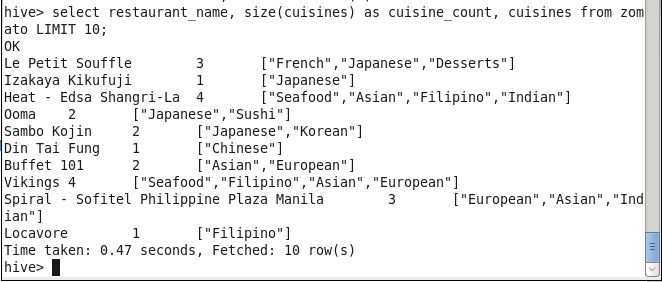 hive> select restaurant_name, size(cuisines) as cuisine_count, cuisines from zom
ato LIMIT 10;
OK
Le Petit Souffle        3       ["French","Japanese","Desserts"]
Izakaya Kikufuji        1       ["Japanese"]
Heat - Edsa Shangri-La  4       ["Seafood","Asian","Filipino","Indian"]
Ooma    2       ["Japanese","Sushi"]
Sambo Kojin     2       ["Japanese","Korean"]
Din Tai Fung    1       ["Chinese"]
Buffet 101      2       ["Asian","European"]
Vikings 4       ["Seafood","Filipino","Asian","European"]
Spiral - Sofitel Philippine Plaza Manila        3       ["European","Asian","Ind
ian"]
Locavore        1       ["Filipino"]
Time taken: 0.47 seconds, Fetched: 10 row(s)
hive>